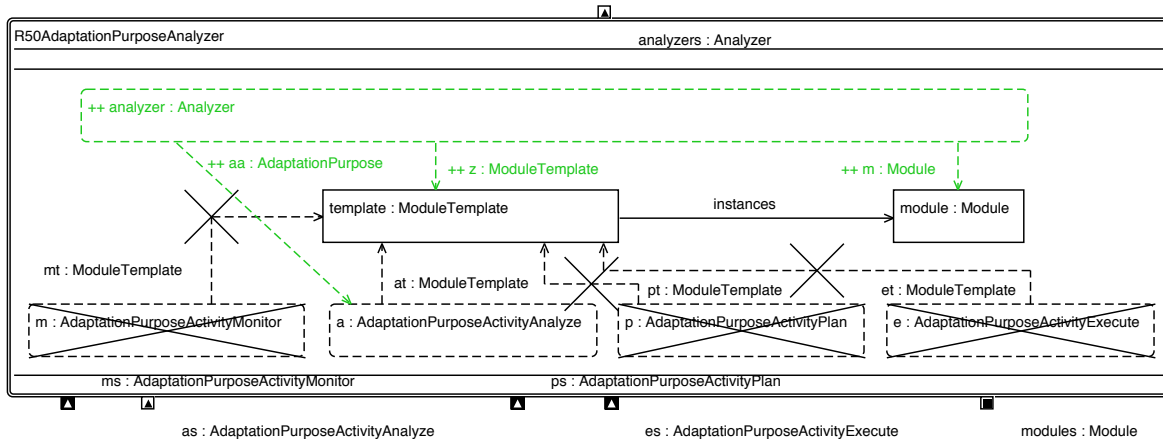 R50AdaptationPurposeAnalyzer
analyzers : Analyzer
++ analyzer : Analyzer
++ aa : AdaptationPurpose
++ z : ModuleTemplate
++ m : Module
template : ModuleTemplate
instances
module : Module
mt : ModuleTemplate
at : ModuleTemplate
pt : ModuleTemplate
et : ModuleTemplate
m : AdaptationPurposeActivityMonitor
a : AdaptationPurposeActivityAnalyze
p : AdaptationPurposeActivityPlan
e : AdaptationPurposeActivityExecute
ms : AdaptationPurposeActivityMonitor
ps : AdaptationPurposeActivityPlan
as : AdaptationPurposeActivityAnalyze
es : AdaptationPurposeActivityExecute
modules : Module